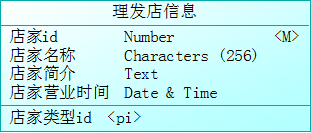 理发店信息
店家id Number <M>
店家名称 Characters (256)
店家简介 Text
店家营业时间 Date & Time
店家类型id <pi>